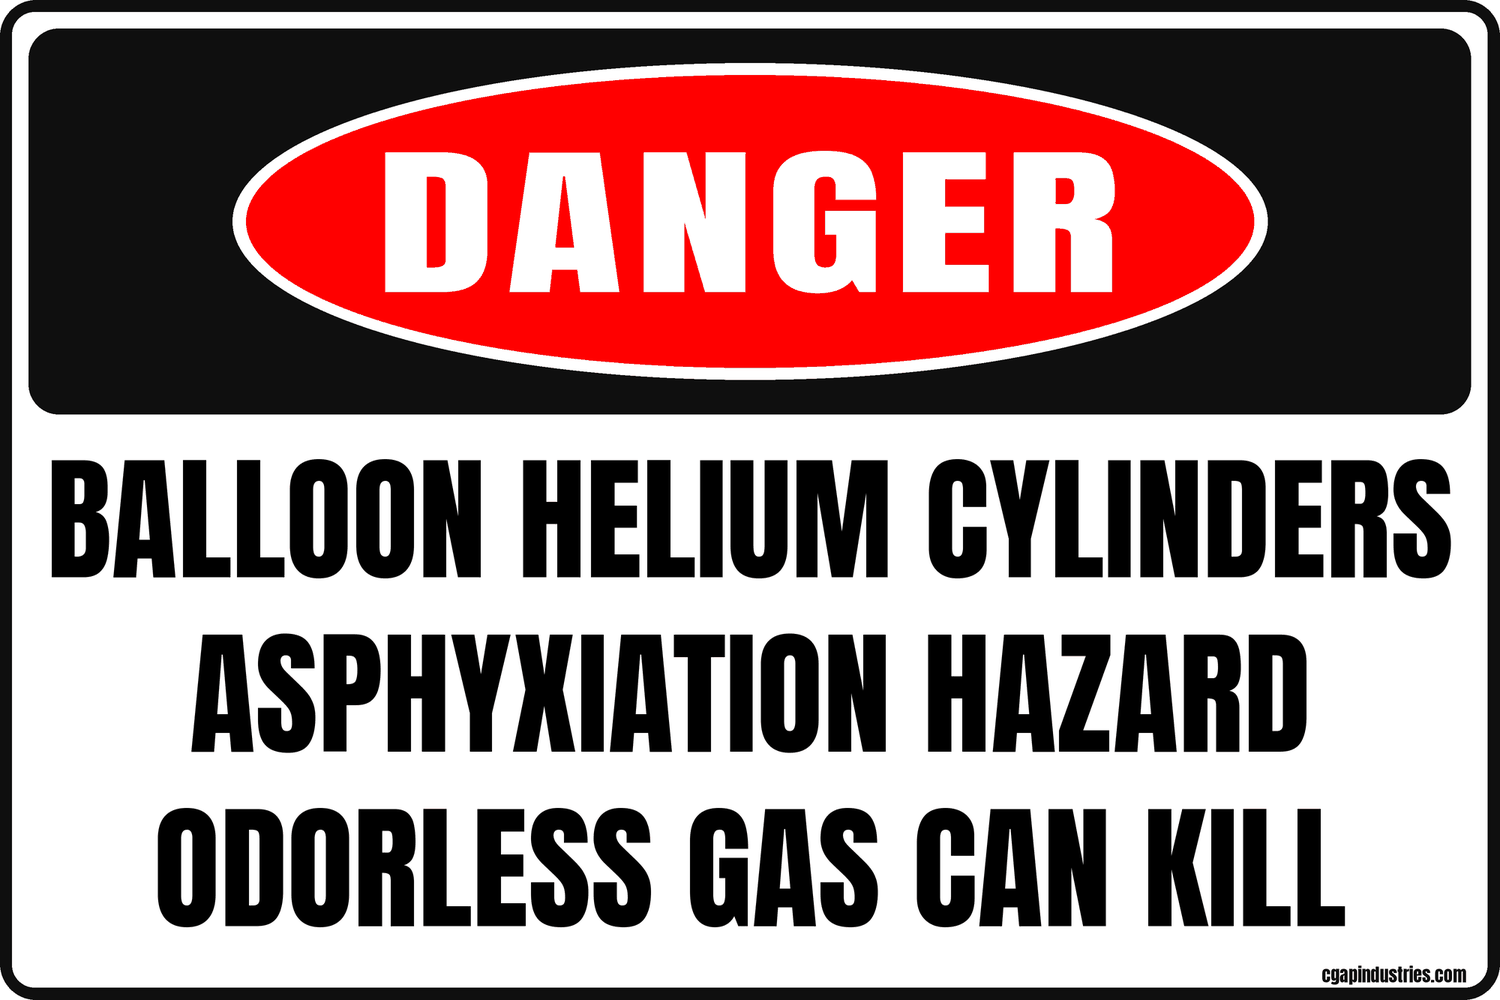 DANGER
BALLOON HELIUM CYLINDERS
ASPHYXIATION HAZARD
ODORLESS GAS CAN KILL
cgapindustries.com